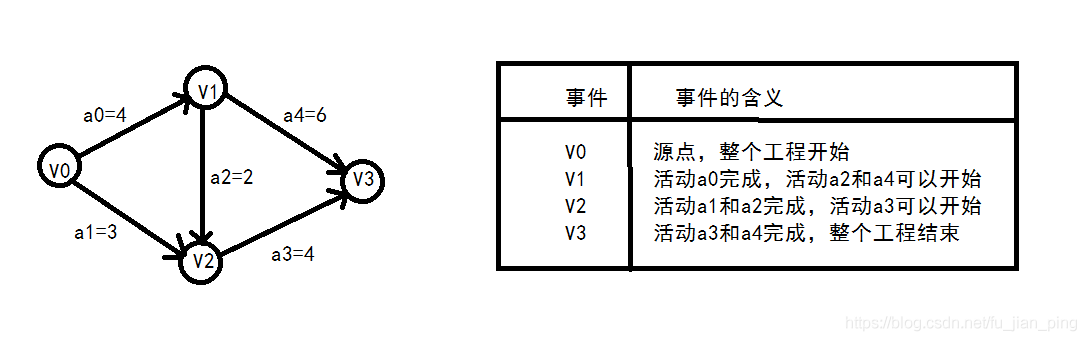 V1
a0=4
a4=6
V0
a2=2
V3
a1=3
V2
a3=4
事件 事件的含义
V0 源点，整个工程开始
V1 活动a0完成，活动a2和a4可以开始
V2 活动a1和a2完成，活动a3可以开始
V3 活动a3和a4完成，整个工程结束
https://blog.csdn.net/fu_jian_ping